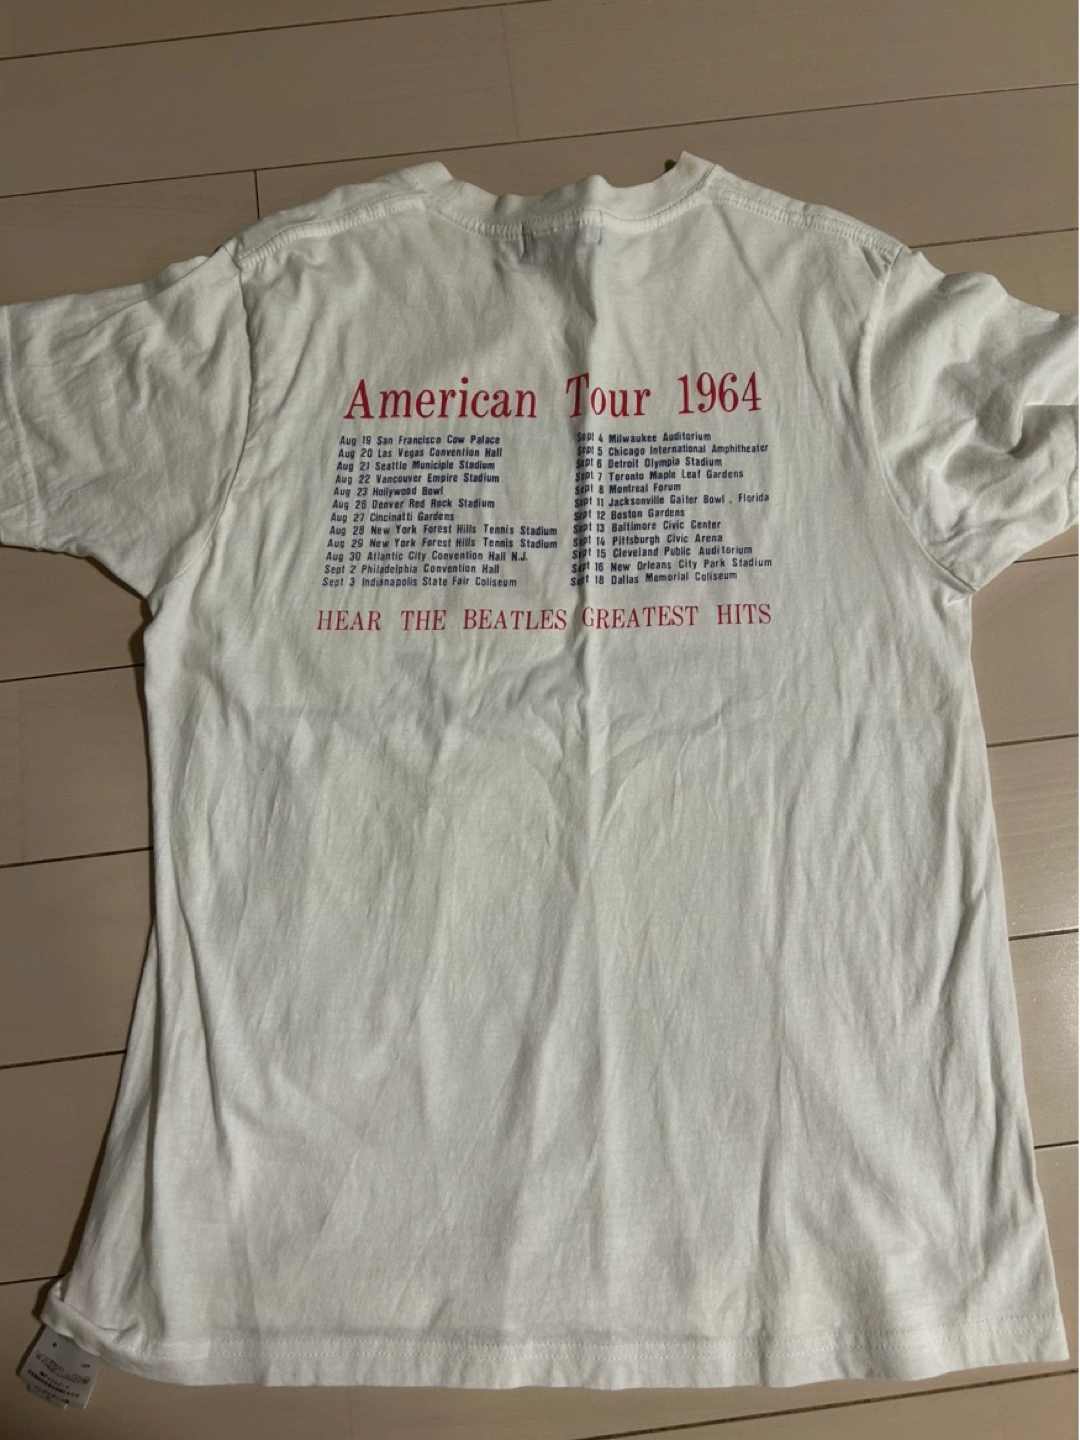 American Tour 1964
Aug 19 San Francisco Cow Palace
Aug 20 Las Vegas Convention Hall
Aug 21 Seattle Municiple Stadium
Aug 22 Vancouver Empire Stadium
Aug 23 Hollywood Bowl
Aug 26 Denver Red Rock Stadium
Aug 27 Cincinatti Gardens
Aug 28 New York Forest Hills Tennis Stadium
Aug 29 New York Forest Hills Tennis Stadium
Aug 30 Atlantic City Convention Hall N.J.
Sept 2 Philadelphia Convention Hall
Sept 3 Indianapolis State Fair Coliseum
Sept 4 Milwaukee Auditorium
Sept 5 Chicago International Amphitheater
Sept 6 Detroit Olympia Stadium
Sept 7 Toronto Maple Leaf Gardens
Sept 8 Montreal Forum
Sept 11 Jacksonville Gaiter Bowl , Florida
Sept 12 Boston Gardens
Sept 13 Baltimore Civic Center
Sept 14 Pittsburgh Civic Arena
Sept 15 Cleveland Public Auditorium
Sept 16 New Orleans City Park Stadium
Sept 18 Dallas Memorial Coliseum
HEAR THE BEATLES GREATEST HITS